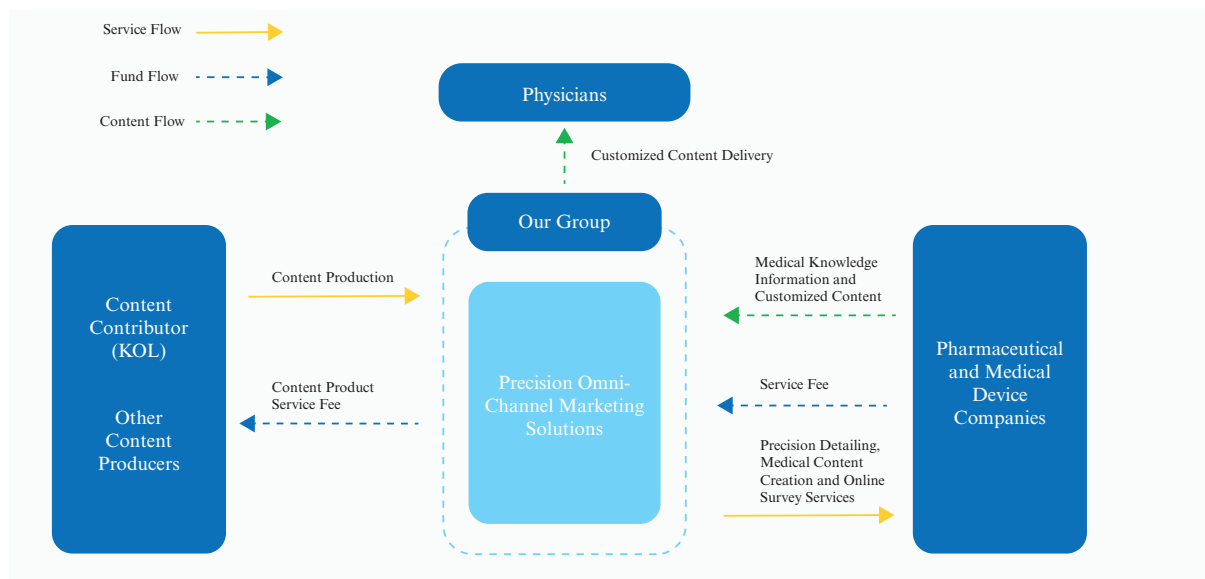 Service Flow
Fund Flow
Content Flow
Physicians
Customized Content Delivery
Our Group
Content
Contributor
(KOL)
Other
Content
Producers
Content Production
Content Product
Service Fee
Precision Omni-
Channel Marketing
Solutions
Medical Knowledge
Information and
Customized Content
Service Fee
Precision Detailing,
Medical Content
Creation and Online
Survey Services
Pharmaceutical
and Medical
Device
Companies